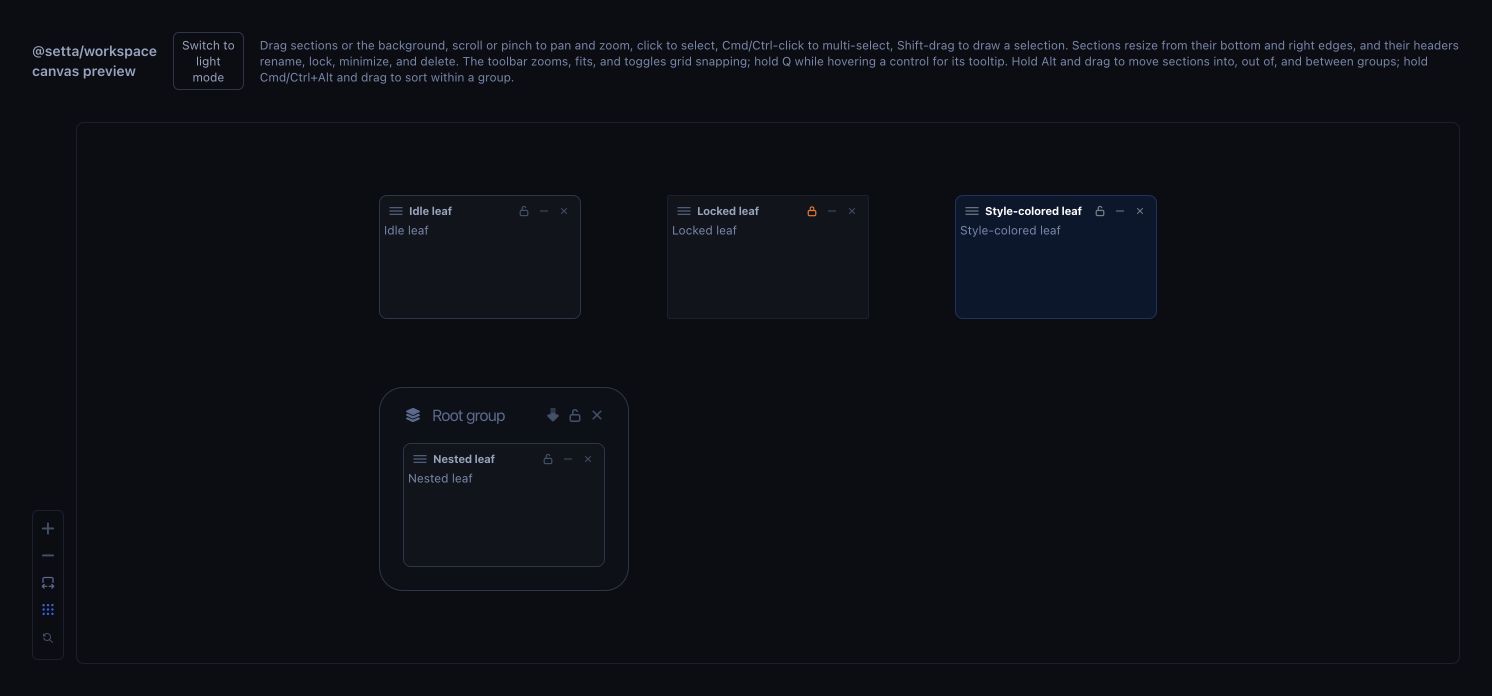 @setta/workspace
canvas preview
Switch to
light
mode
Drag sections or the background, scroll or pinch to pan and zoom, click to select, Cmd/Ctrl-click to multi-select, Shift-drag to draw a selection. Sections resize from their bottom and right edges, and their headers
rename, lock, minimize, and delete. The toolbar zooms, fits, and toggles grid snapping; hold Q while hovering a control for its tooltip. Hold Alt and drag to move sections into, out of, and between groups; hold
Cmd/Ctrl+Alt and drag to sort within a group.
Idle leaf
Idle leaf
Locked leaf
Locked leaf
Style-colored leaf
Style-colored leaf
Root group
Nested leaf
Nested leaf